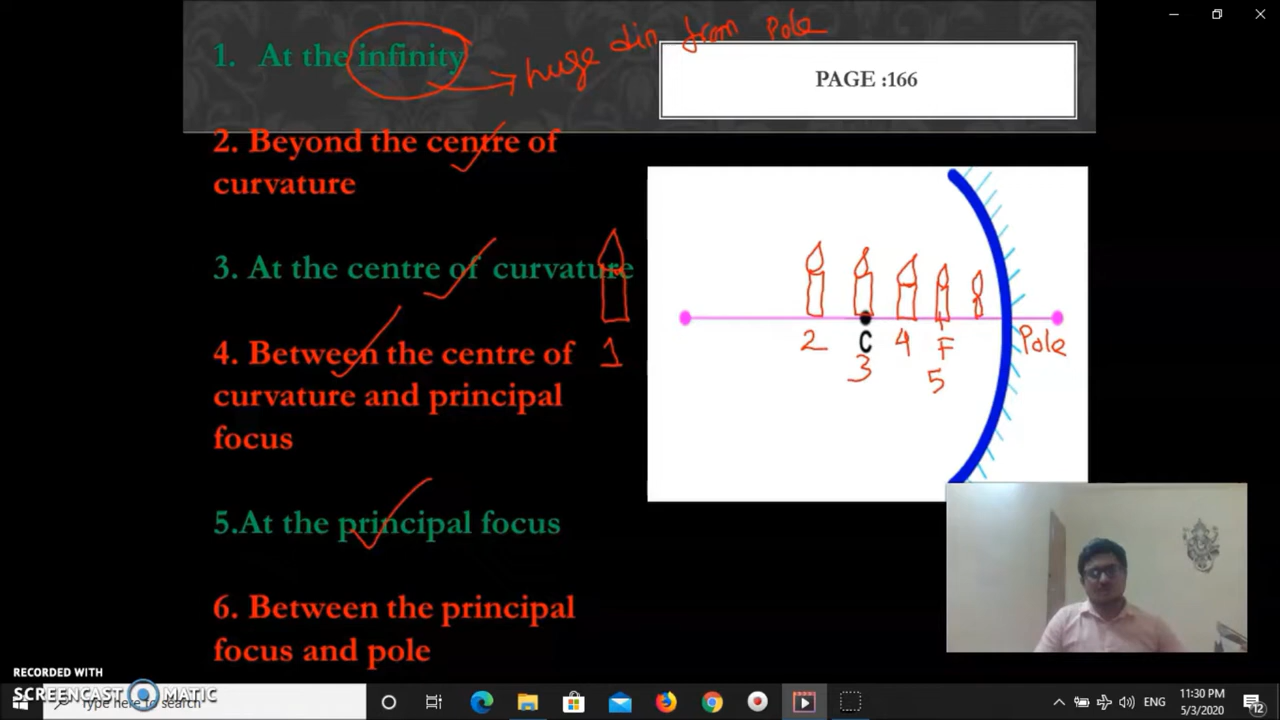 1. At the infinity
huge din from Pole
PAGE :166
2. Beyond the centre of
curvature
3. At the centre of curvature
4. Between the centre of
curvature and principal
focus
5.At the principal focus
6. Between the principal
focus and pole
1
2
C
3
4
F
5
Pole
RECORDED WITH
SCREENCAST MATIC
Type here to search
ENG
11:30 PM
5/3/2020
12